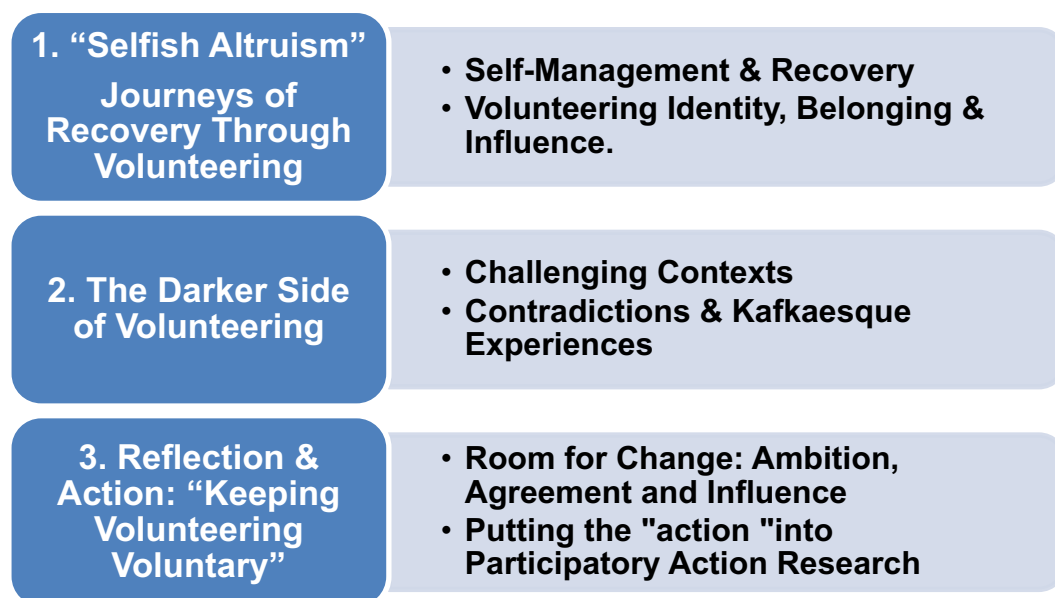 1. “Selfish Altruism”
Journeys of
Recovery Through
Volunteering
• Self-Management & Recovery
• Volunteering Identity, Belonging &
Influence.
2. The Darker Side
of Volunteering
• Challenging Contexts
• Contradictions & Kafkaesque
Experiences
3. Reflection &
Action: “Keeping
Volunteering
Voluntary”
• Room for Change: Ambition,
Agreement and Influence
• Putting the "action "into
Participatory Action Research